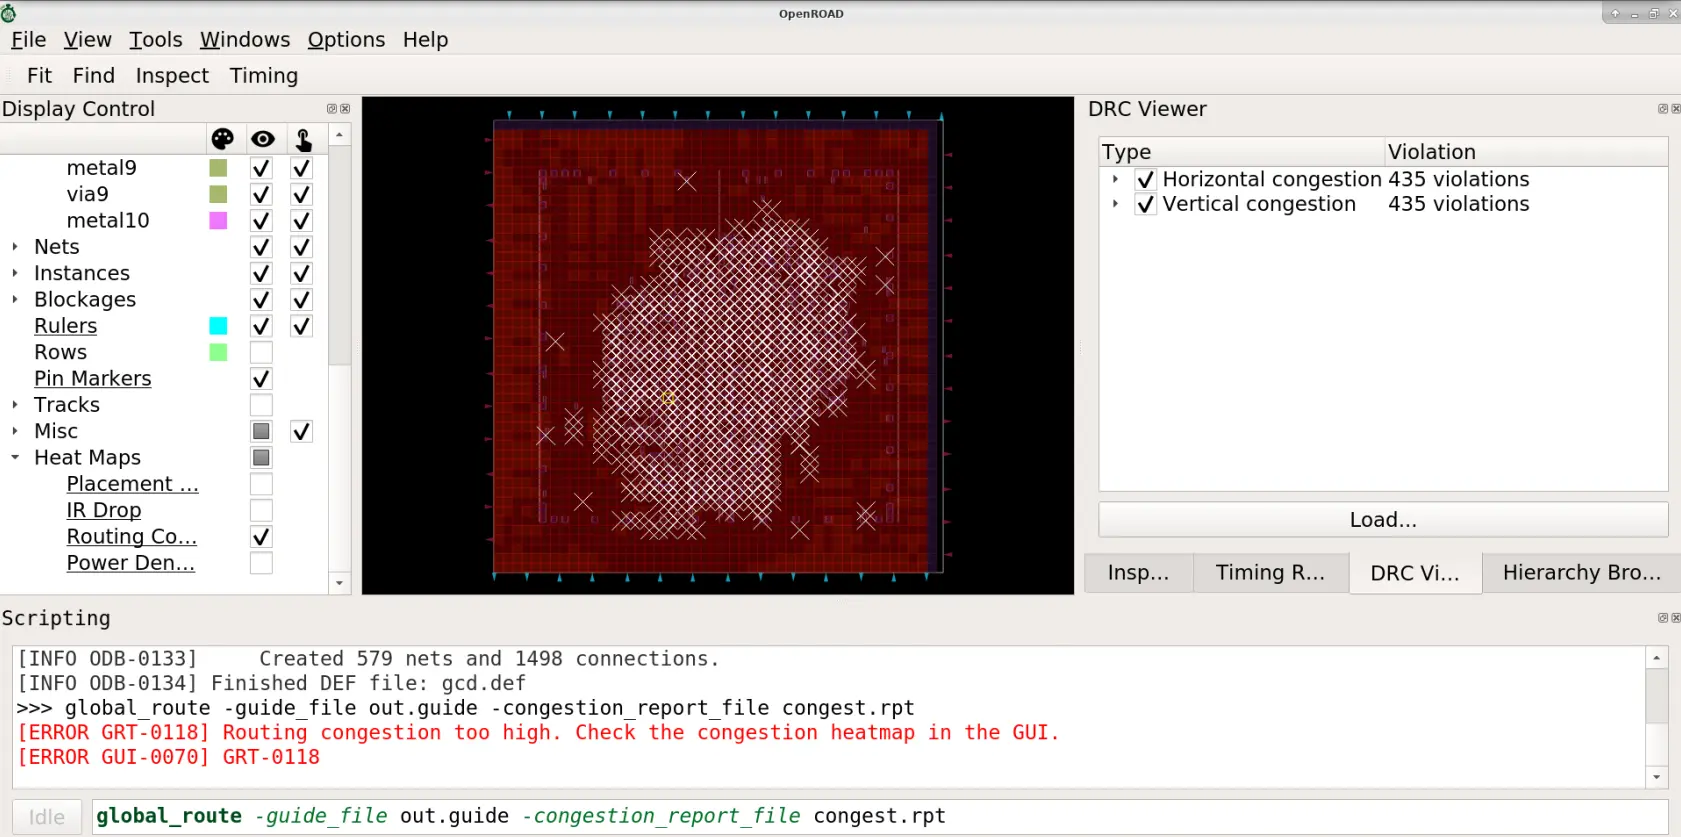 OpenROAD
File View Tools Windows Options Help
Fit Find Inspect Timing
Display Control
metal9
via9
metal10
Nets
Instances
Blockages
Rulers
Rows
Pin Markers
Tracks
Misc
Heat Maps
Placement ...
IR Drop
Routing Co...
Power Den...
DRC Viewer
Type Violation
Horizontal congestion 435 violations
Vertical congestion 435 violations
Load...
Insp... Timing R... DRC Vi... Hierarchy Bro...
Scripting
[INFO ODB-0133]     Created 579 nets and 1498 connections.
[INFO ODB-0134] Finished DEF file: gcd.def
>>> global_route -guide_file out.guide -congestion_report_file congest.rpt
[ERROR GRT-0118] Routing congestion too high. Check the congestion heatmap in the GUI.
[ERROR GUI-0070] GRT-0118
Idle global_route -guide_file out.guide -congestion_report_file congest.rpt